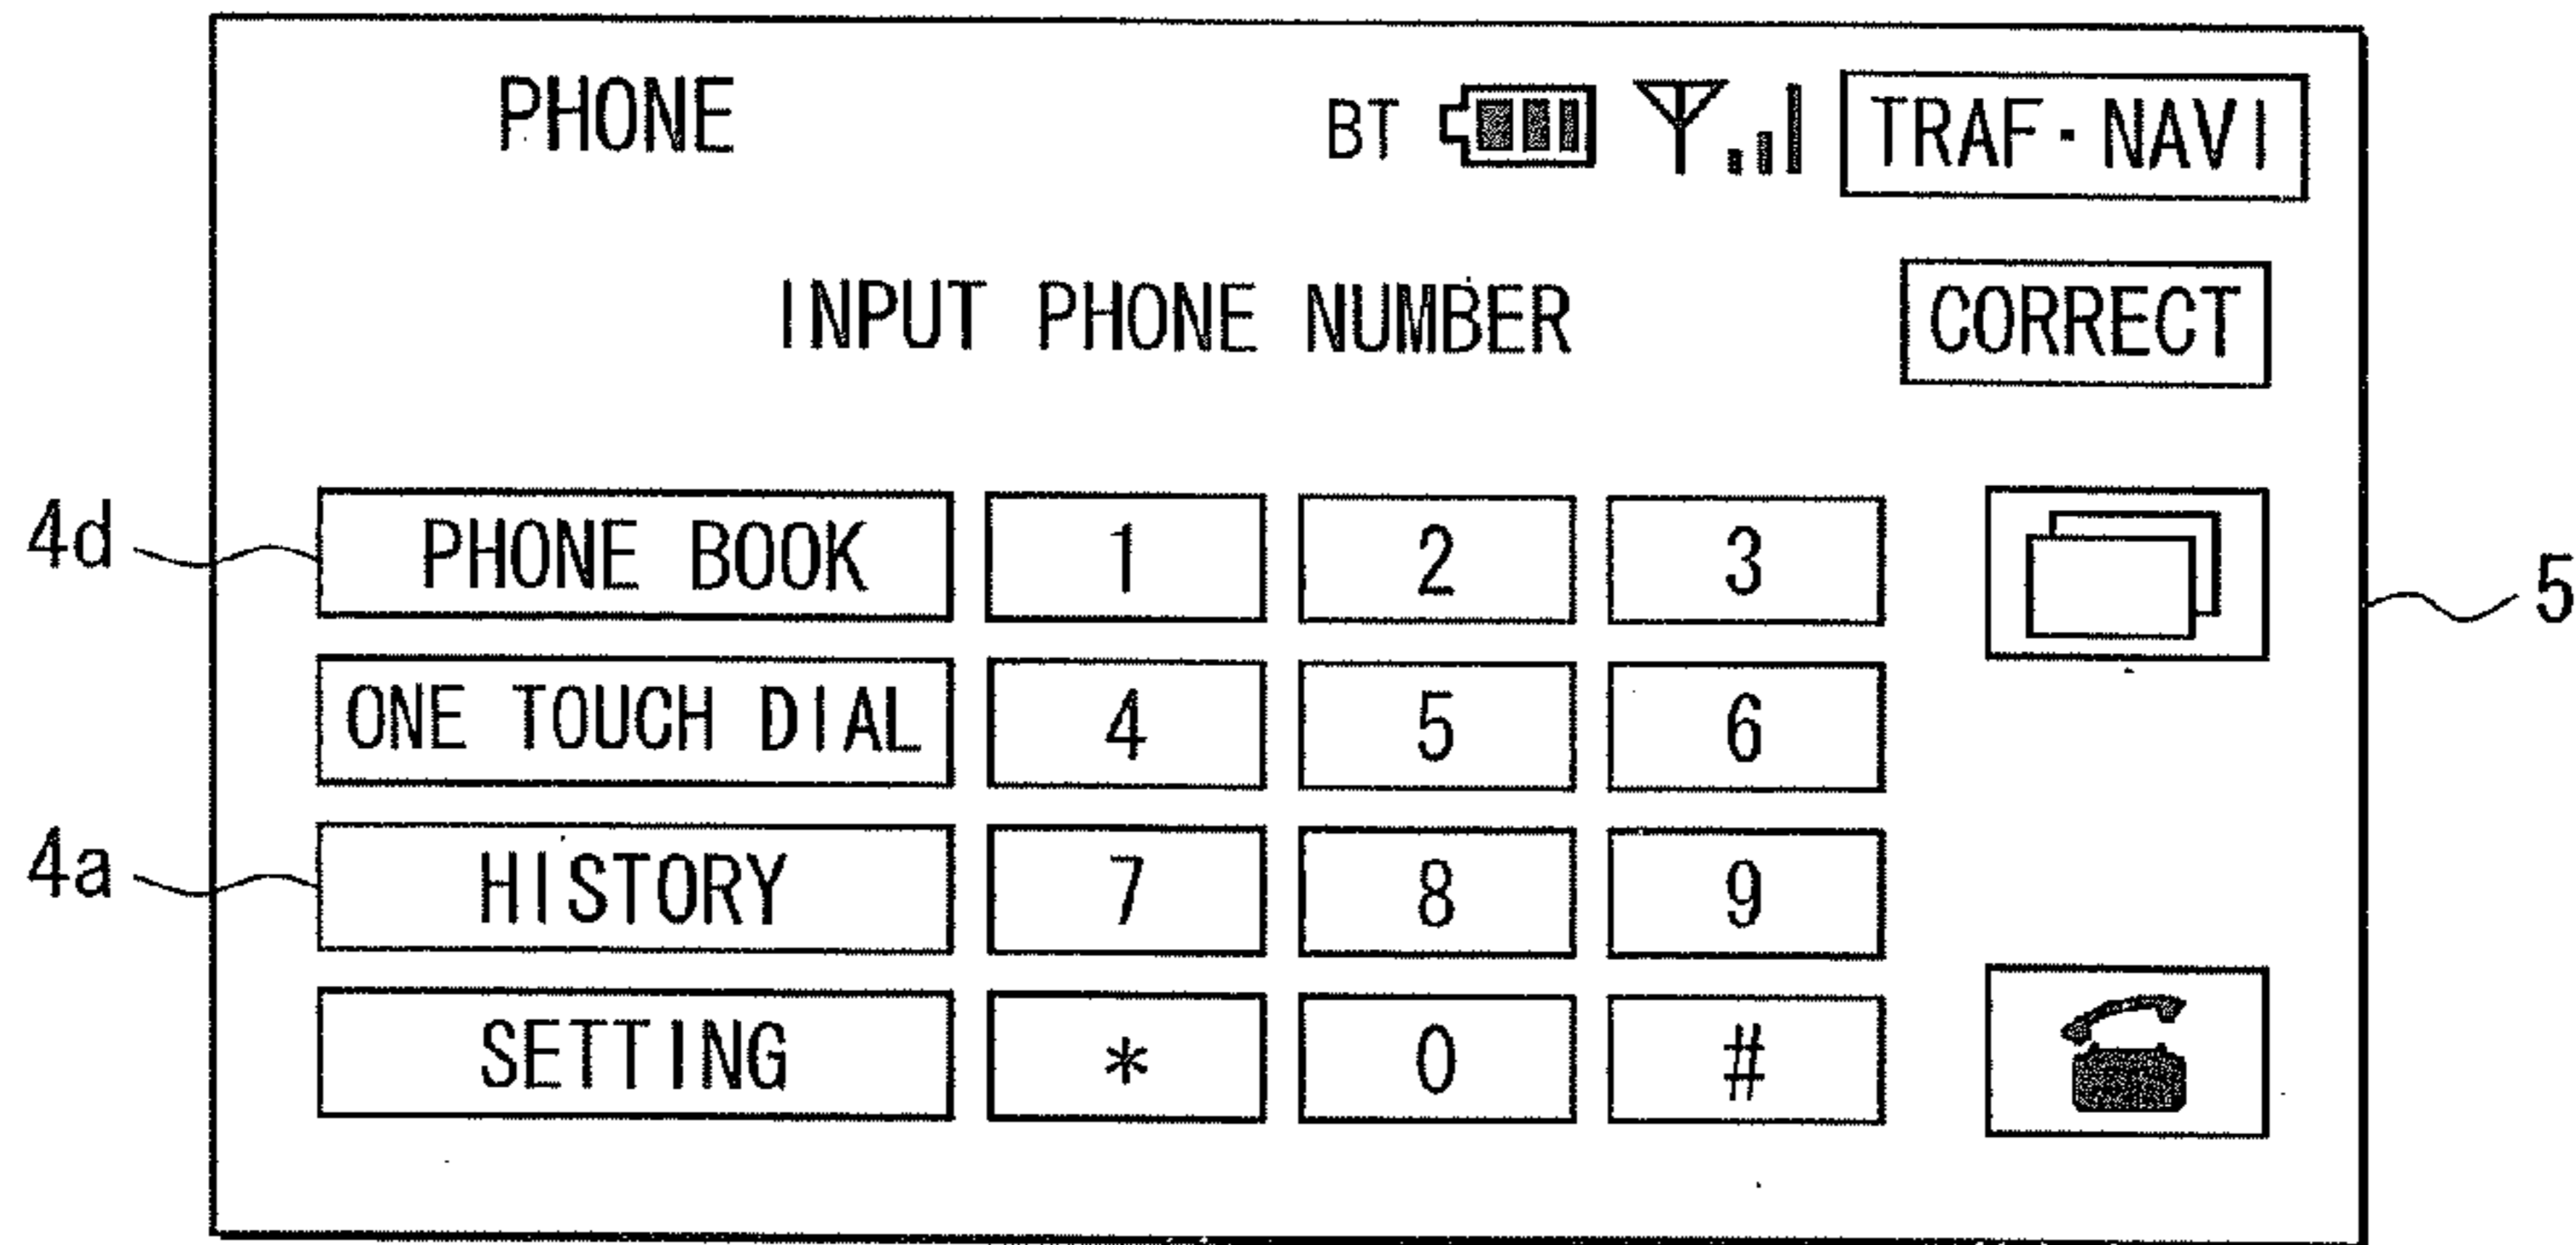 PHONE BT TRAF-NAVI
INPUT PHONE NUMBER CORRECT
4d PHONE BOOK 1 2 3
5
ONE TOUCH DIAL 4 5 6
4a HISTORY 7 8 9
SETTING * 0 #